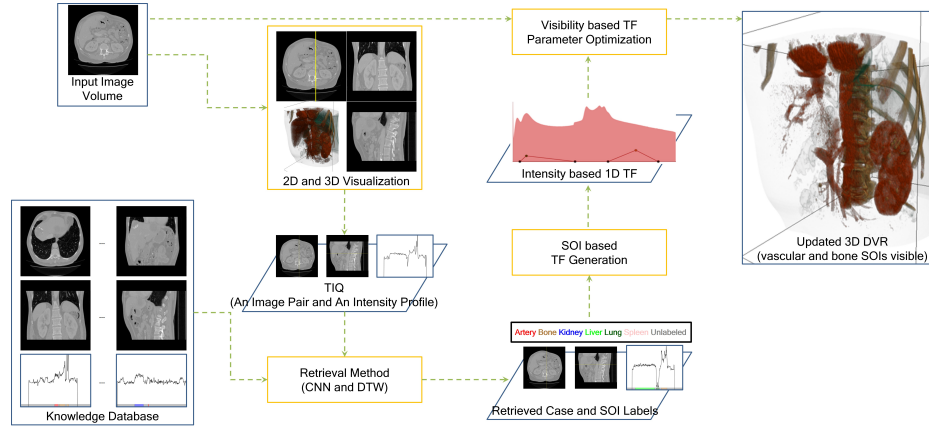 Input Image
Volume
2D and 3D Visualization
Visibility based TF
Parameter Optimization
Intensity based 1D TF
Updated 3D DVR
(vascular and bone SOIs visible)
SOI based
TF Generation
TIQ
(An Image Pair and An Intensity Profile)
Knowledge Database
Retrieval Method
(CNN and DTW)
Artery Bone Kidney Liver Lung Spleen Unlabeled
Retrieved Case and SOI Labels